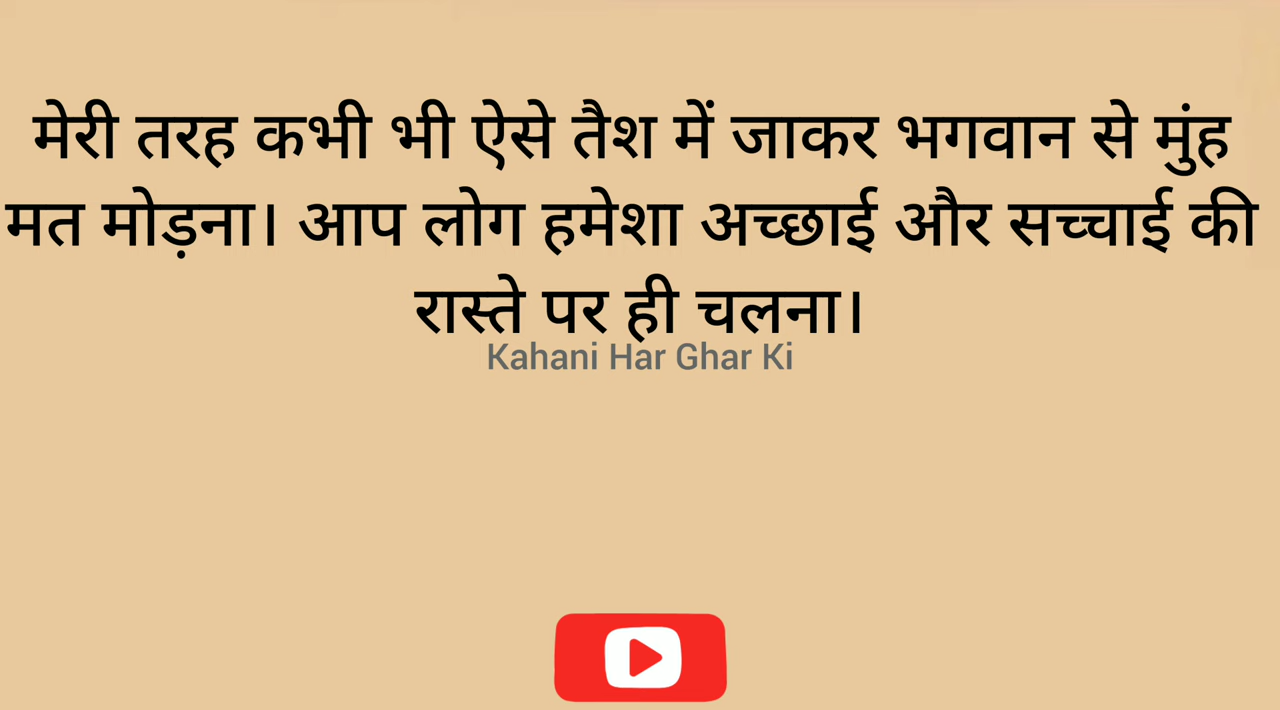 मेरी तरह कभी भी ऐसे तैश में जाकर भगवान से मुंह
मत मोड़ना। आप लोग हमेशा अच्छाई और सच्चाई की
रास्ते पर ही चलना।
Kahani Har Ghar Ki